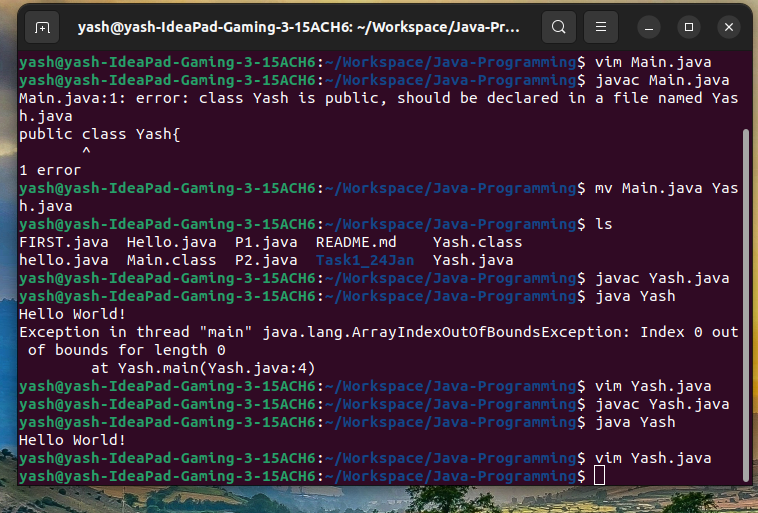 yash@yash-IdeaPad-Gaming-3-15ACH6: ~/Workspace/Java-Pr...
yash@yash-IdeaPad-Gaming-3-15ACH6:~/Workspace/Java-Programming$ vim Main.java
yash@yash-IdeaPad-Gaming-3-15ACH6:~/Workspace/Java-Programming$ javac Main.java
Main.java:1: error: class Yash is public, should be declared in a file named Yas
h.java
public class Yash{
       ^
1 error
yash@yash-IdeaPad-Gaming-3-15ACH6:~/Workspace/Java-Programming$ mv Main.java Yas
h.java
yash@yash-IdeaPad-Gaming-3-15ACH6:~/Workspace/Java-Programming$ ls
FIRST.java  Hello.java  P1.java  README.md    Yash.class
hello.java  Main.class  P2.java  Task1_24Jan  Yash.java
yash@yash-IdeaPad-Gaming-3-15ACH6:~/Workspace/Java-Programming$ javac Yash.java
yash@yash-IdeaPad-Gaming-3-15ACH6:~/Workspace/Java-Programming$ java Yash
Hello World!
Exception in thread "main" java.lang.ArrayIndexOutOfBoundsException: Index 0 out
 of bounds for length 0
        at Yash.main(Yash.java:4)
yash@yash-IdeaPad-Gaming-3-15ACH6:~/Workspace/Java-Programming$ vim Yash.java
yash@yash-IdeaPad-Gaming-3-15ACH6:~/Workspace/Java-Programming$ javac Yash.java
yash@yash-IdeaPad-Gaming-3-15ACH6:~/Workspace/Java-Programming$ java Yash
Hello World!
yash@yash-IdeaPad-Gaming-3-15ACH6:~/Workspace/Java-Programming$ vim Yash.java
yash@yash-IdeaPad-Gaming-3-15ACH6:~/Workspace/Java-Programming$